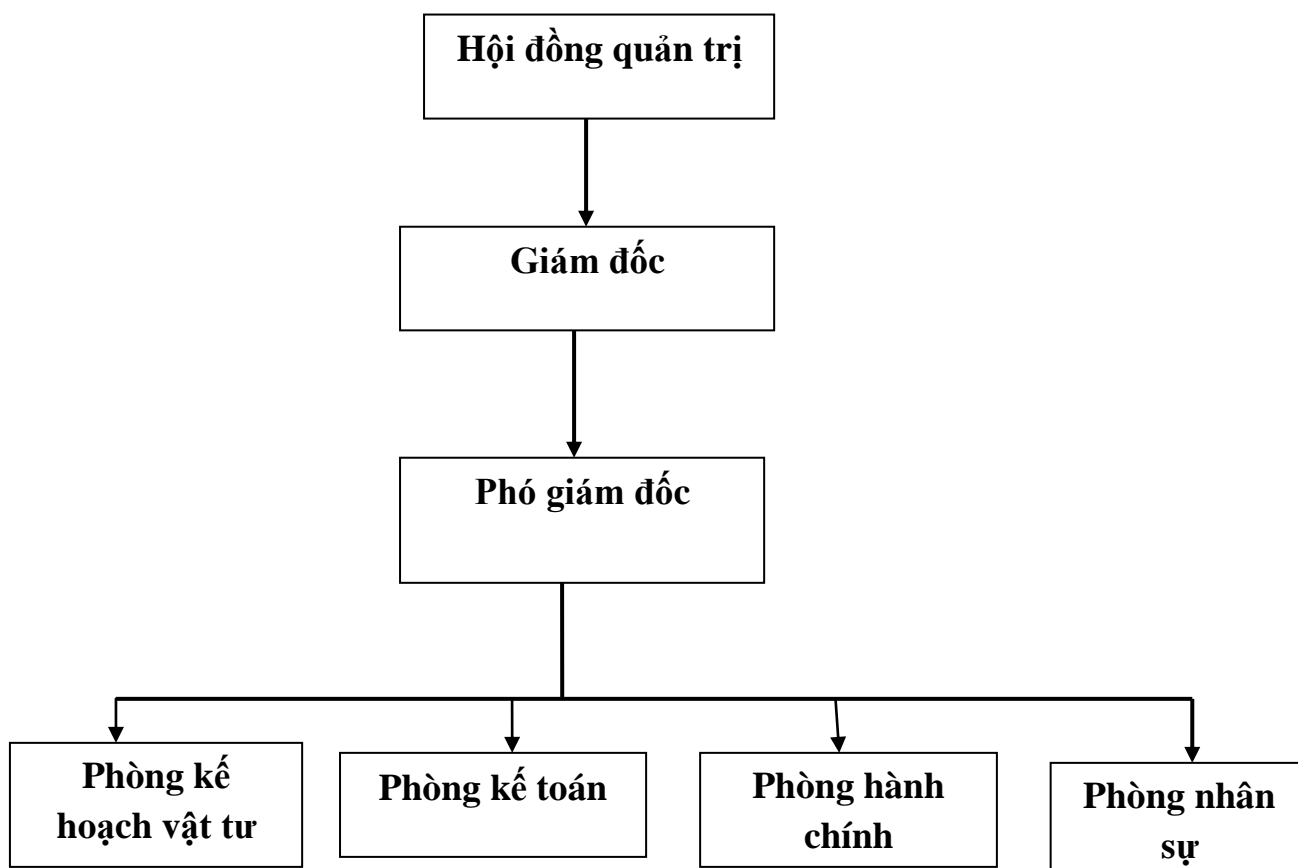 Hội đồng quản trị
Giám đốc
Phó giám đốc
Phòng kế
hoạch vật tư
Phòng kế toán
Phòng hành
chính
Phòng nhân
sự